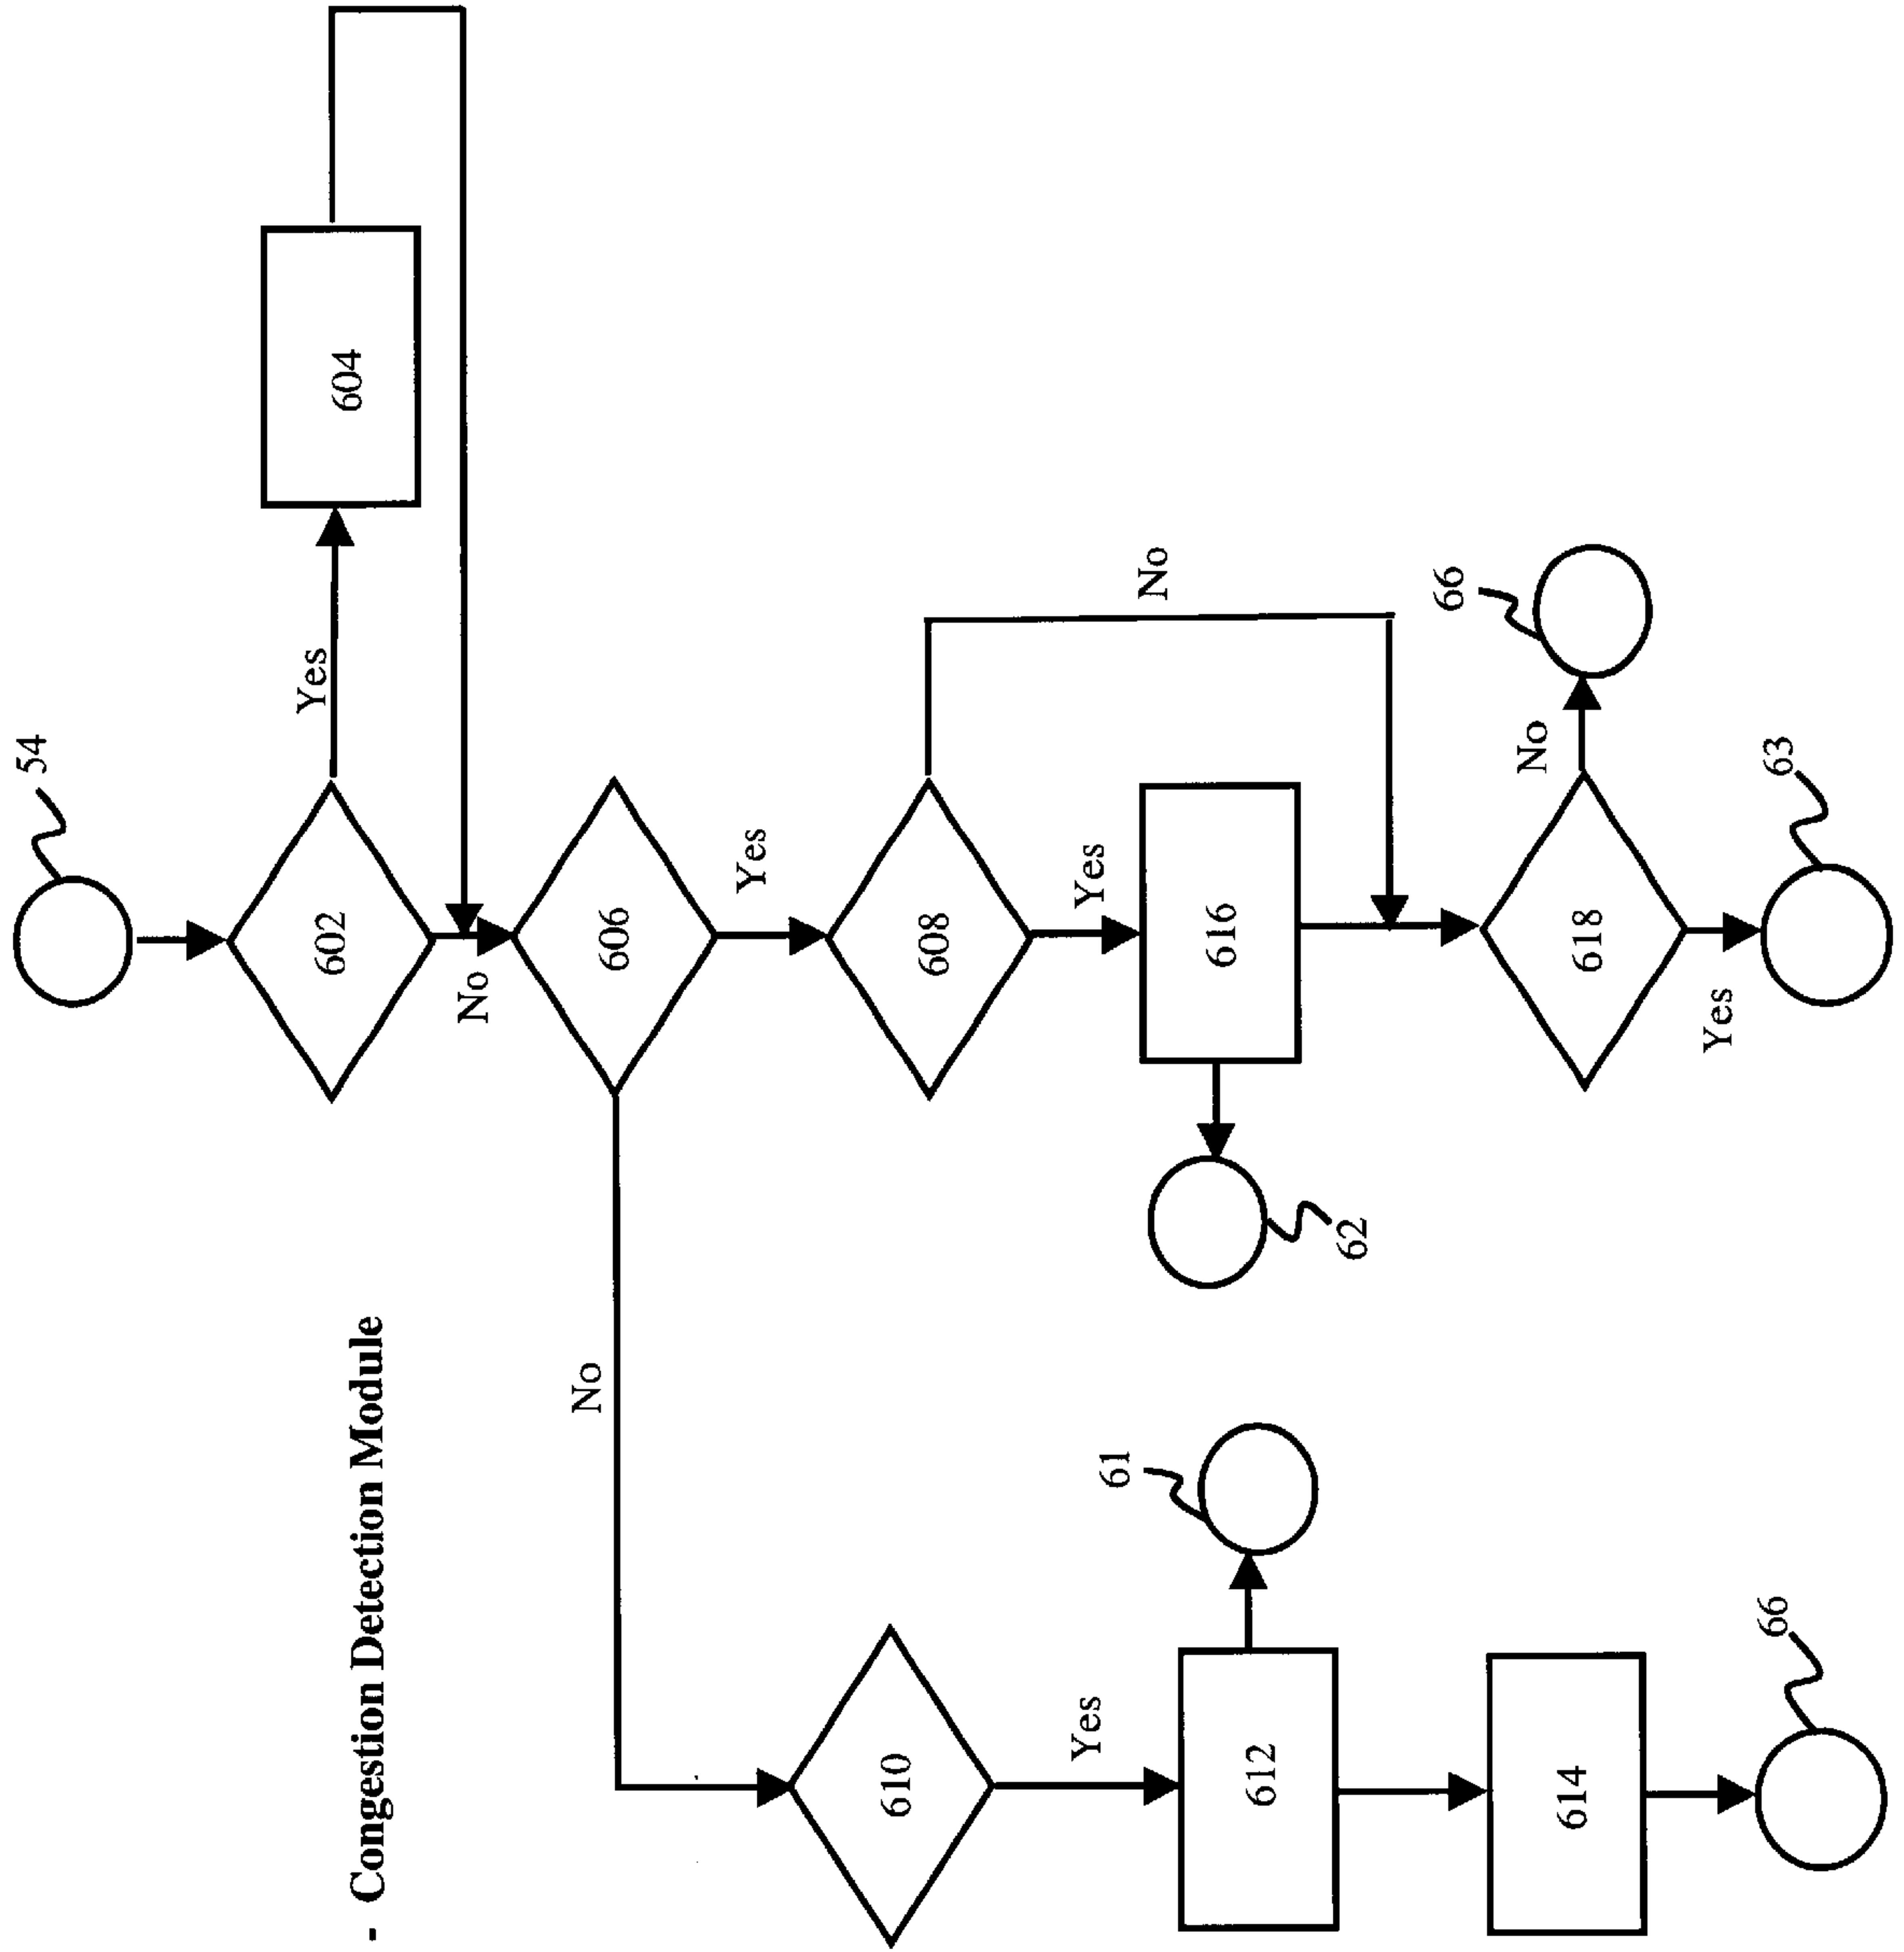 - Congestion Detection Module
54
602
Yes
604
No
606
No
Yes
608
No
Yes
610
Yes
616
62
61
612
618
No
66
Yes
63
614
66